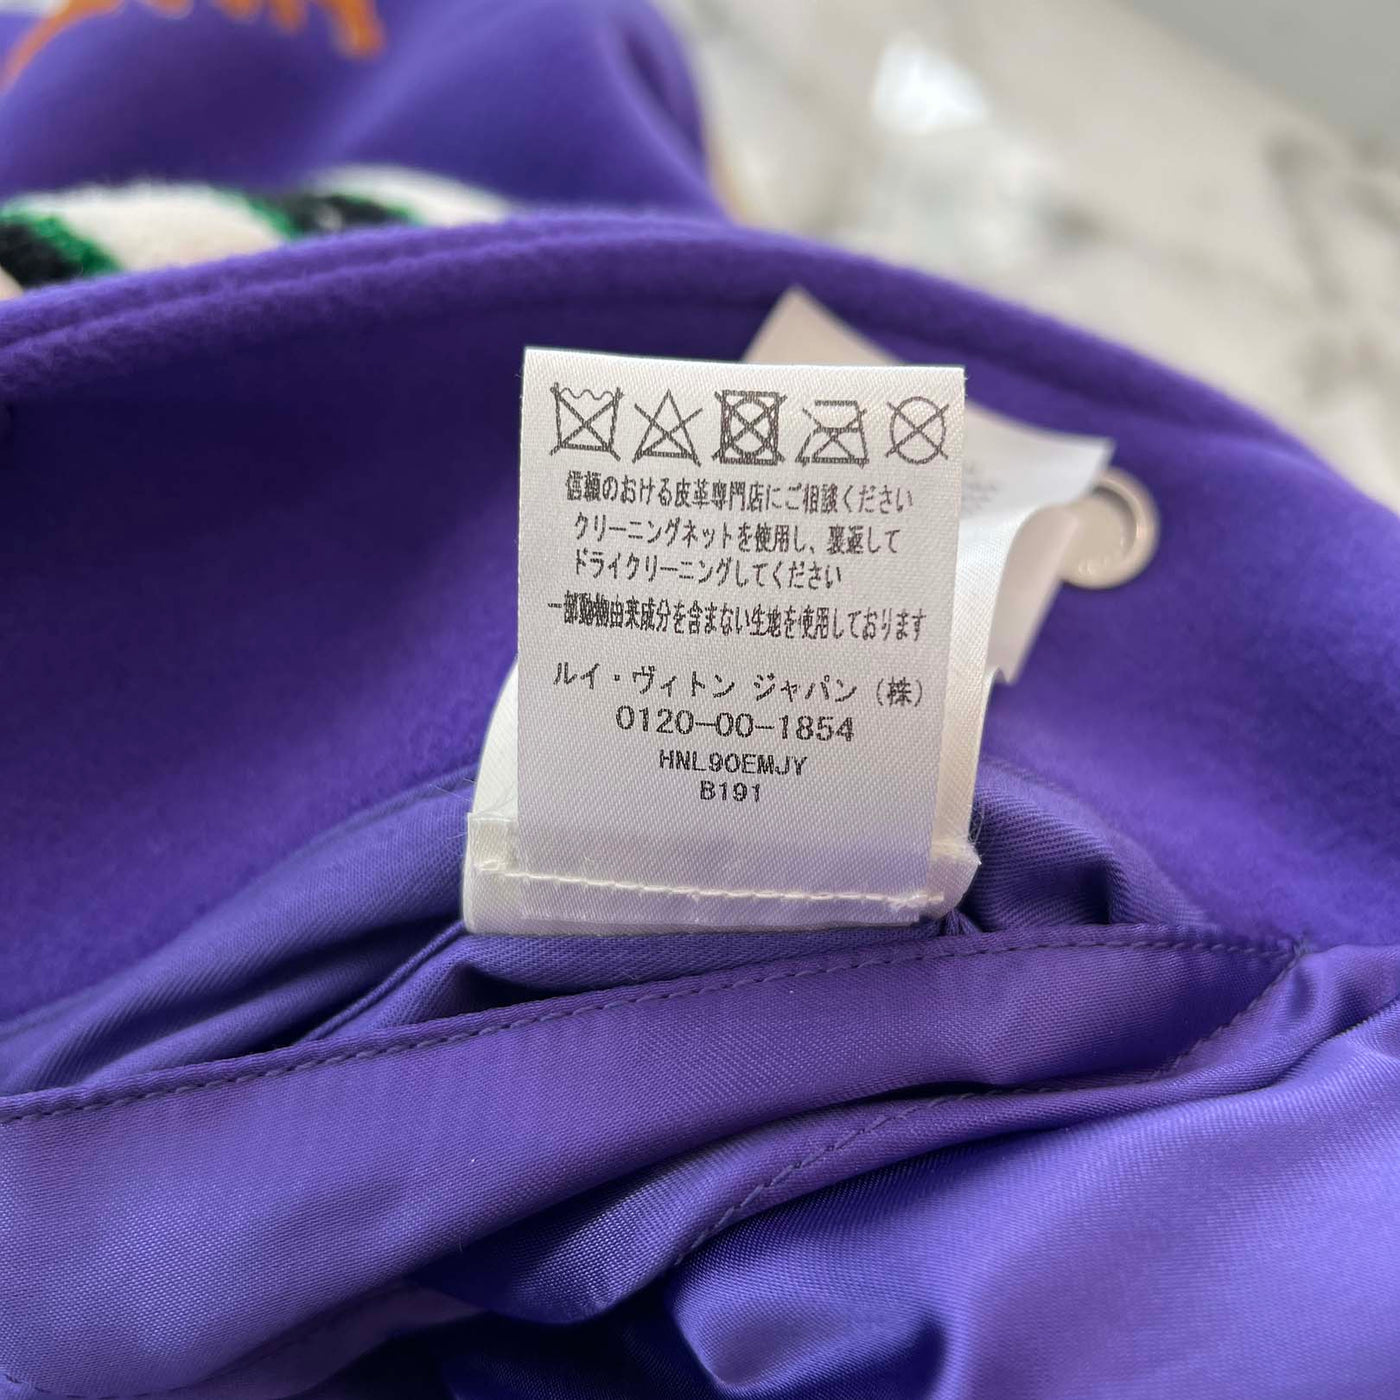 信頼のおける皮革専門店にご相談ください
クリーニングネットを使用し、裏返して
ドライクリーニングしてください
一部動物由来成分を含まない生地を使用しております
ルイ・ヴィトン ジャパン (株)
0120-00-1854
HNL90EMJY
B191